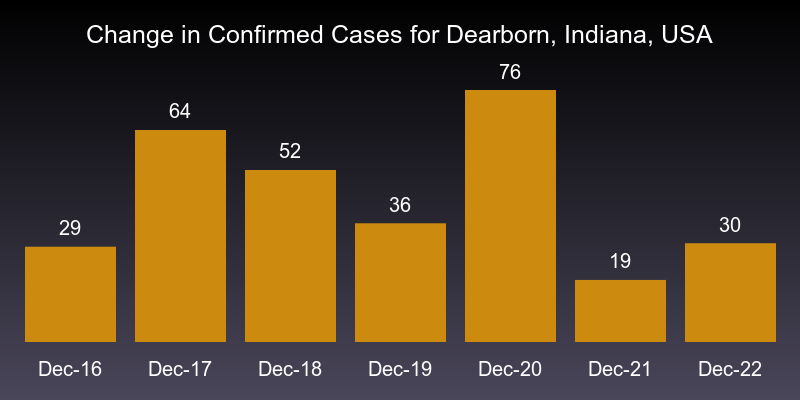 Change in Confirmed Cases for Dearborn, Indiana, USA
29
64
52
36
76
19
30
Dec-16
Dec-17
Dec-18
Dec-19
Dec-20
Dec-21
Dec-22